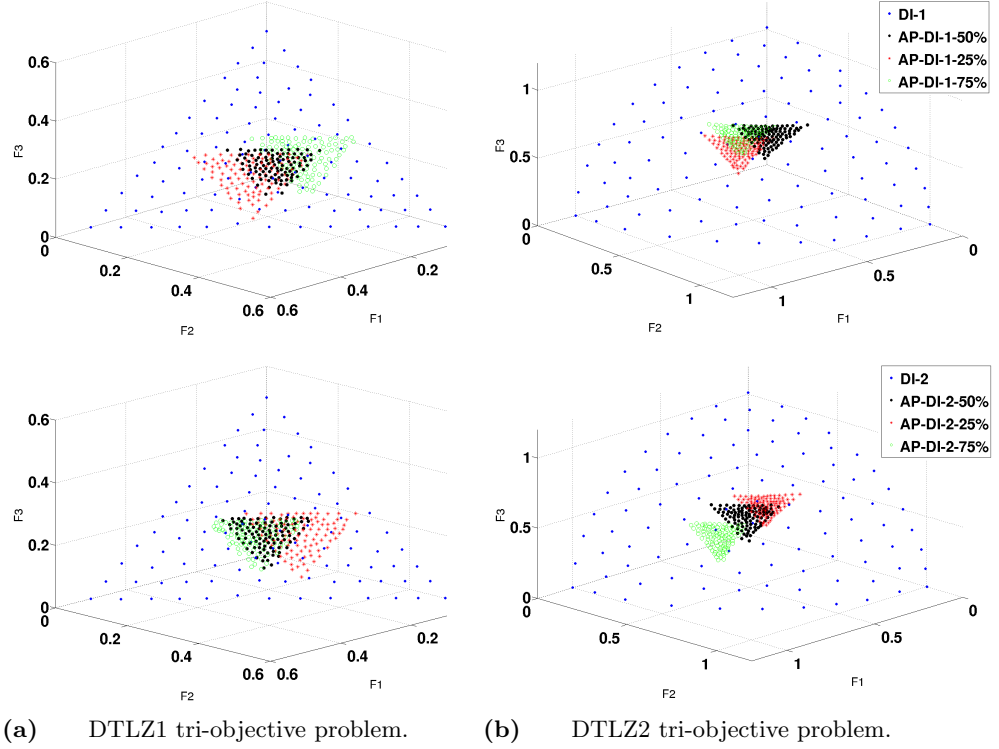 DI-1
AP-DI-1-50%
AP-DI-1-25%
AP-DI-1-75%
0.6
0.4
0.2
0
F3
0
0.2
0.4
0.6
F2
0.6
0.4
0.2
F1
1
0.5
0
F3
0
0.5
1
F2
1
0.5
0
F1
DI-2
AP-DI-2-50%
AP-DI-2-25%
AP-DI-2-75%
0.6
0.4
0.2
0
F3
0
0.2
0.4
0.6
F2
0.6
0.4
0.2
F1
1
0.5
0
F3
0
0.5
1
F2
1
0.5
0
F1
(a) DTLZ1 tri-objective problem.
(b) DTLZ2 tri-objective problem.